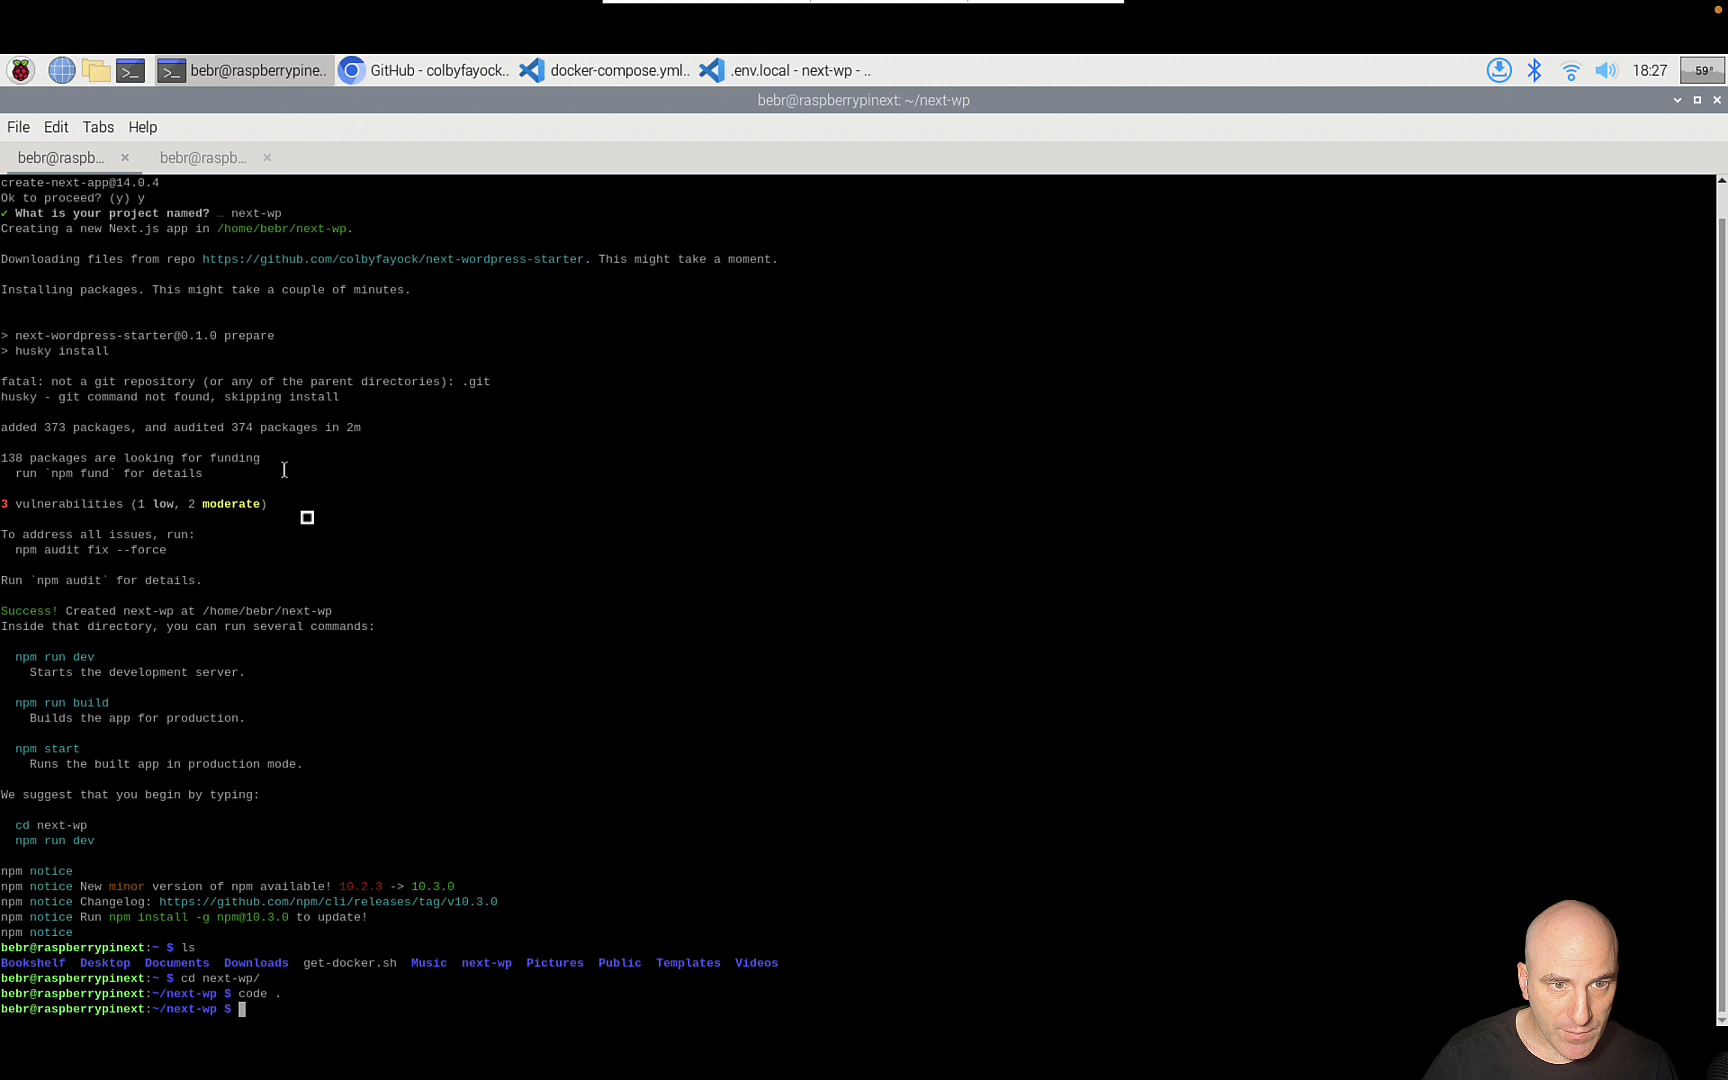 bebr@raspberrypine.. GitHub - colbyfayock.. docker-compose.yml.. .env.local - next-wp - .. 18:27 59°
bebr@raspberrypinext: ~/next-wp
File Edit Tabs Help
bebr@raspb... bebr@raspb...
create-next-app@14.0.4
Ok to proceed? (y) y
✓ What is your project named? … next-wp
Creating a new Next.js app in /home/bebr/next-wp.
Downloading files from repo https://github.com/colbyfayock/next-wordpress-starter. This might take a moment.
Installing packages. This might take a couple of minutes.
> next-wordpress-starter@0.1.0 prepare
> husky install
fatal: not a git repository (or any of the parent directories): .git
husky - git command not found, skipping install
added 373 packages, and audited 374 packages in 2m
138 packages are looking for funding
run `npm fund` for details
3 vulnerabilities (1 low, 2 moderate)
To address all issues, run:
npm audit fix --force
Run `npm audit` for details.
Success! Created next-wp at /home/bebr/next-wp
Inside that directory, you can run several commands:
npm run dev
Starts the development server.
npm run build
Builds the app for production.
npm start
Runs the built app in production mode.
We suggest that you begin by typing:
cd next-wp
npm run dev
npm notice
npm notice New minor version of npm available! 10.2.3 -> 10.3.0
npm notice Changelog: https://github.com/npm/cli/releases/tag/v10.3.0
npm notice Run npm install -g npm@10.3.0 to update!
npm notice
bebr@raspberrypinext:~ $ ls
Bookshelf Desktop Documents Downloads get-docker.sh Music next-wp Pictures Public Templates Videos
bebr@raspberrypinext:~ $ cd next-wp/
bebr@raspberrypinext:~/next-wp $ code .
bebr@raspberrypinext:~/next-wp $